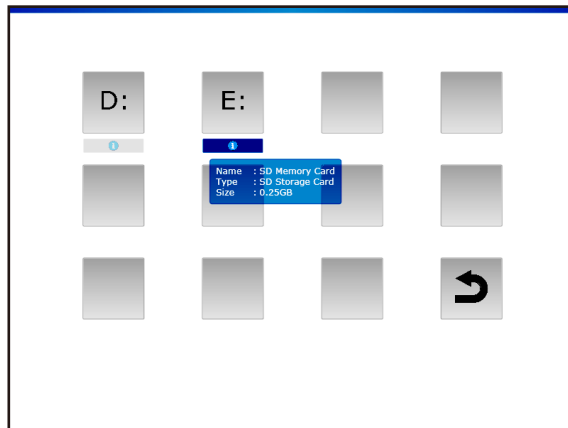 D:
E:
Name : SD Memory Card
Type : SD Storage Card
Size : 0.25GB